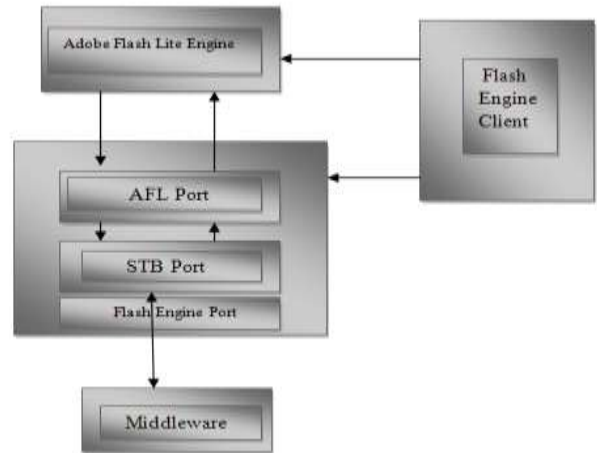 Adobe Flash Lite Engine
Flash
Engine
Client
AFL Port
STB Port
Flash Engine Port
Middleware